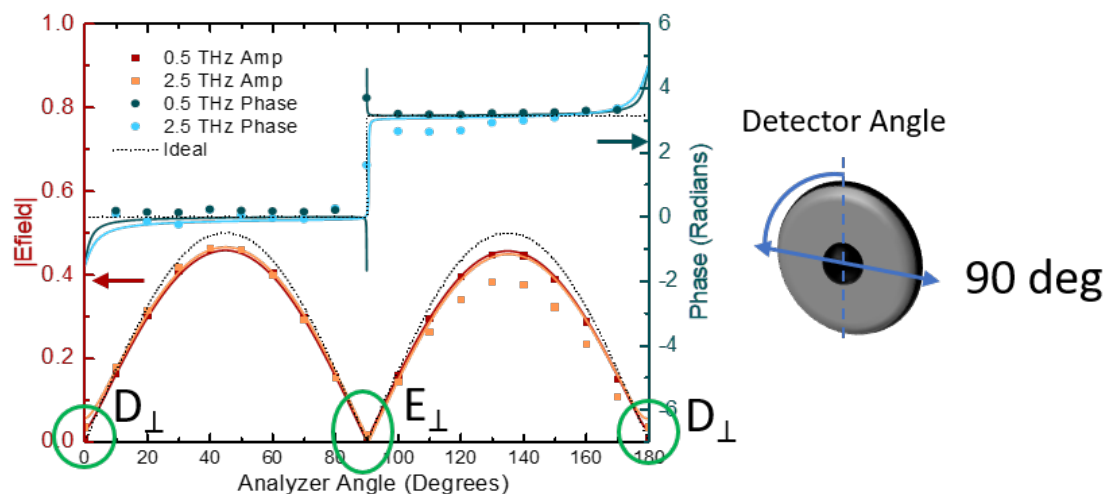 1.0
0.8
0.6
0.4
0.2
0.0
|Efield|
0.5 THz Amp
2.5 THz Amp
0.5 THz Phase
2.5 THz Phase
Ideal
6
4
2
0
-2
-4
-6
Phase (Radians)
D⊥
E⊥
D⊥
0 20 40 60 80 100 120 140 160 180
Analyzer Angle (Degrees)
Detector Angle
90 deg